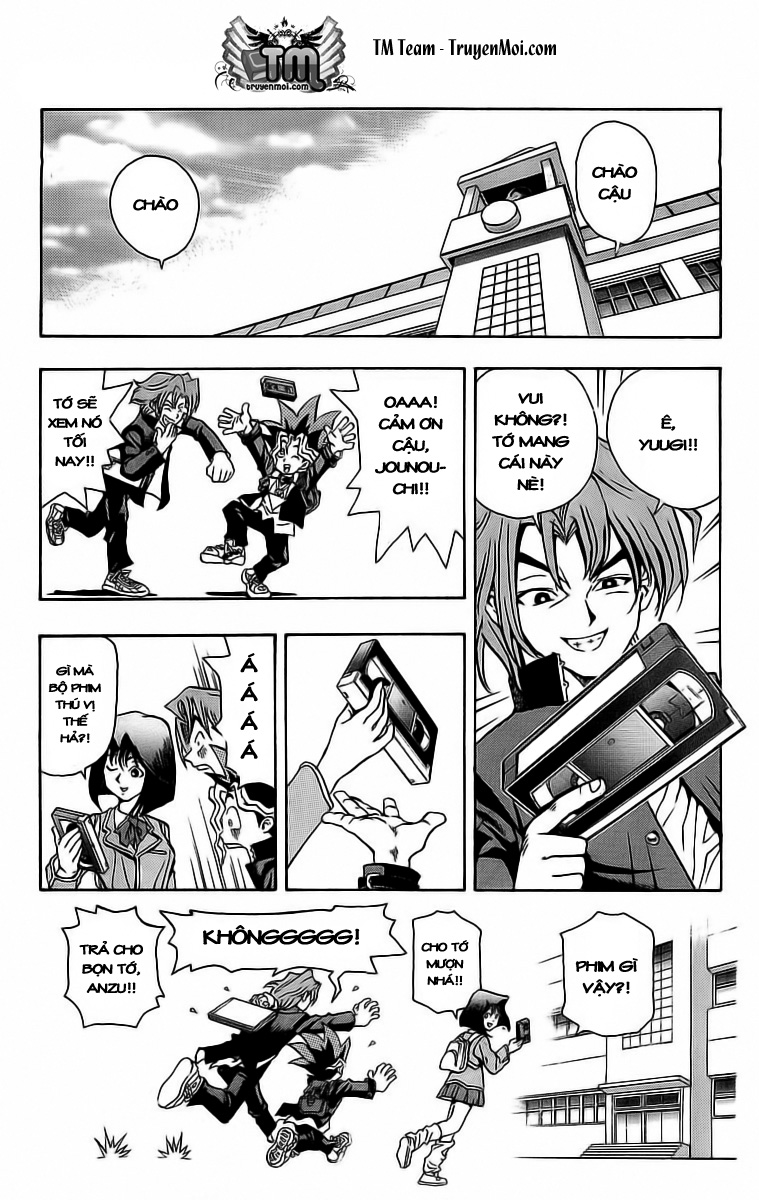 TM
truyenmoi.com
TM Team - TruyenMoi.com
CHÀO
CẬU
CHÀO
Ê,
YUUGI!!
VUI
KHÔNG?!
TỚ MANG
CÁI NÀY
NÈ!
OAAA!
CẢM ƠN
CẬU,
JOUNOU-
CHI!!
TỚ SẼ
XEM NÓ
TỐI
NAY!!
Á
Á
Á
Á
GÌ MÀ
BỘ PHIM
THÚ VỊ
THẾ
HẢ?!
PHIM GÌ
VẬY?!
CHO TỚ
MƯỢN
NHÁ!!
KHÔNGGGGG!
TRẢ CHO
BỌN TỚ,
ANZU!!